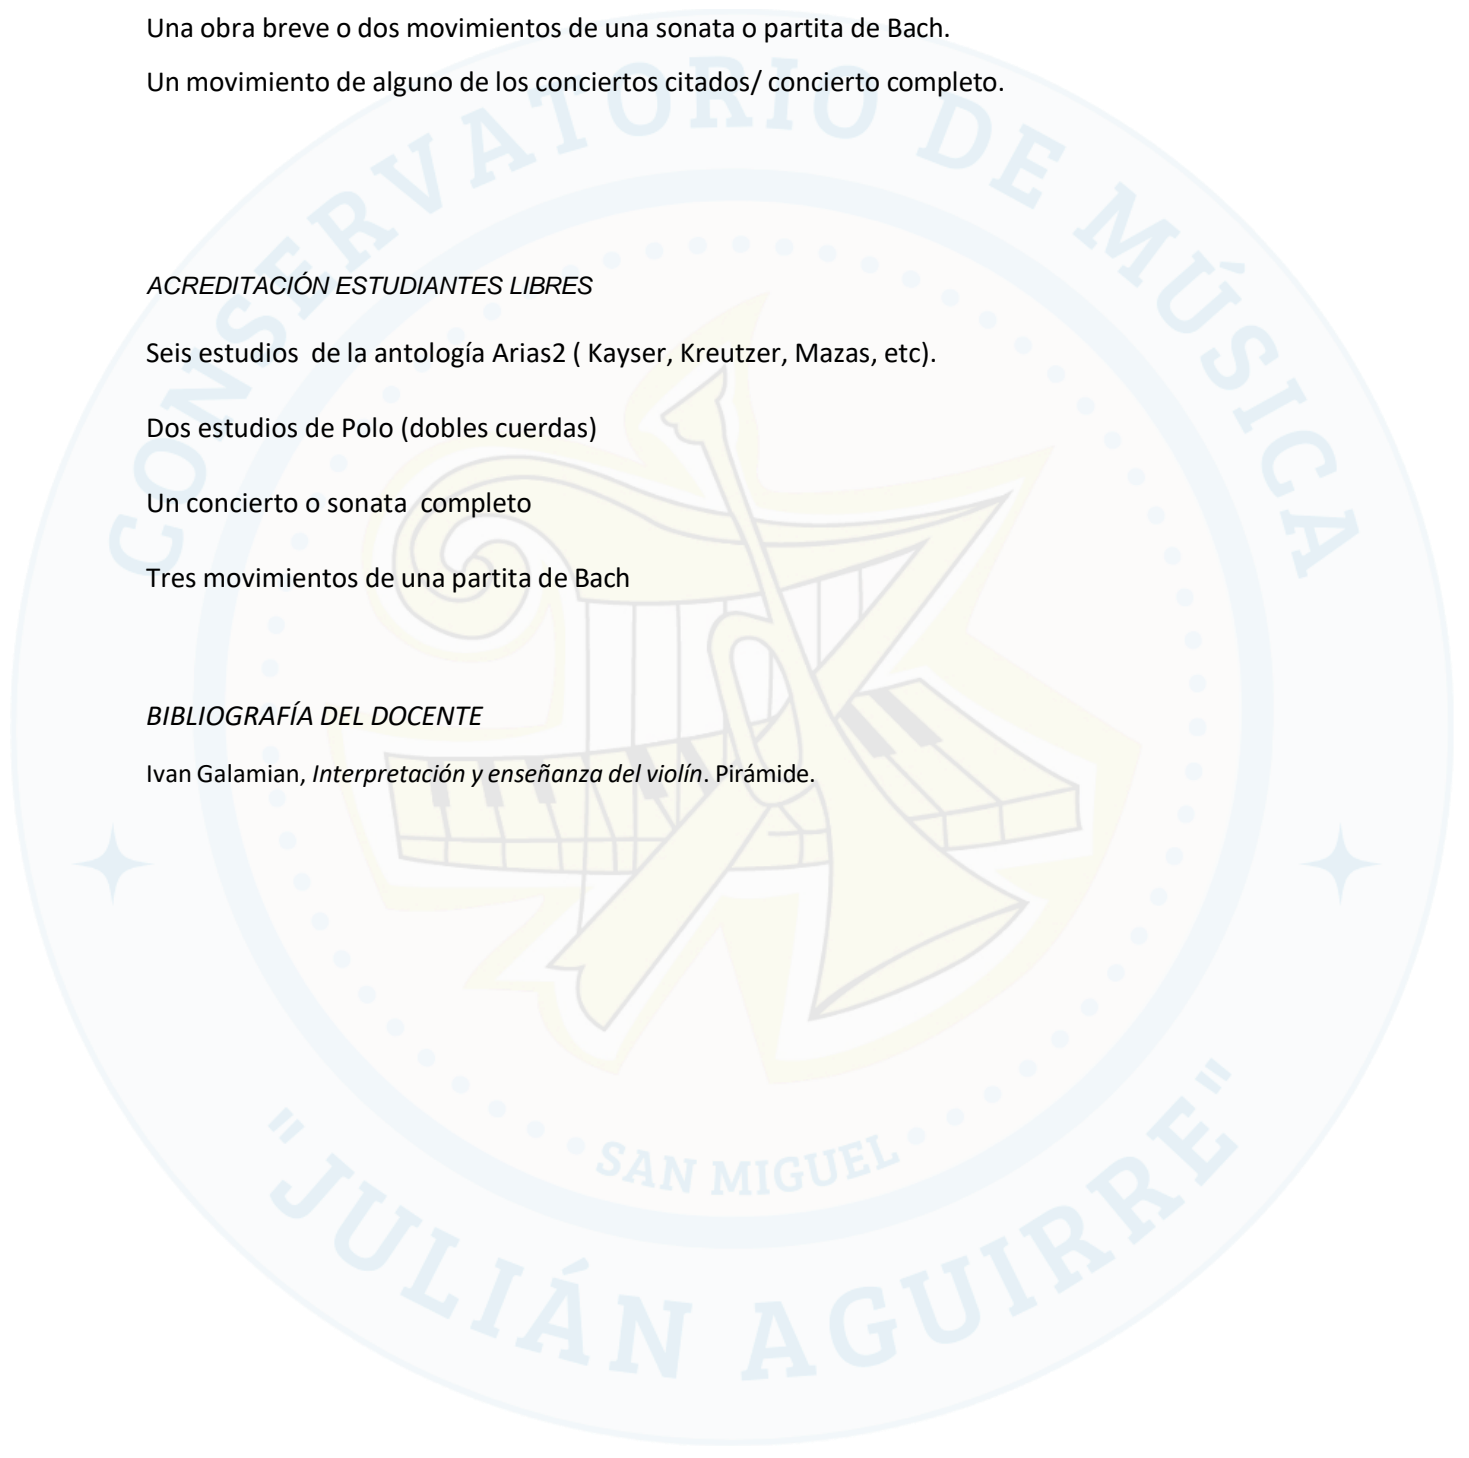 Una obra breve o dos movimientos de una sonata o partita de Bach.
Un movimiento de alguno de los conciertos citados/ concierto completo.
ACREDITACIÓN ESTUDIANTES LIBRES
Seis estudios  de la antología Arias2 ( Kayser, Kreutzer, Mazas, etc).
Dos estudios de Polo (dobles cuerdas)
Un concierto o sonata  completo
Tres movimientos de una partita de Bach
BIBLIOGRAFÍA DEL DOCENTE
Ivan Galamian, Interpretación y enseñanza del violín. Pirámide.
CONSERVATORIO DE MÚSICA
SAN MIGUEL
"JULIÁN AGUIRRE"